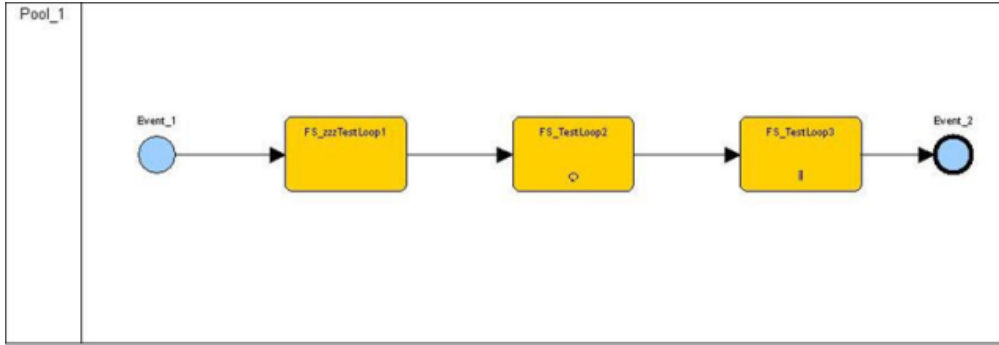 Pool_1
Event_1
FS_zzzTestLoop1
FS_TestLoop2
FS_TestLoop3
Event_2